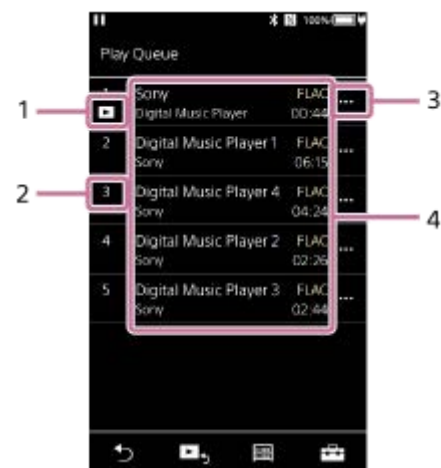 100%
Play Queue
1
Sony FLAC
Digital Music Player 00:44
2 Digital Music Player 1 FLAC
Sony 06:15
3 Digital Music Player 4 FLAC
Sony 04:24
4 Digital Music Player 2 FLAC
Sony 02:26
5 Digital Music Player 3 FLAC
Sony 02:44
1
2
3
4